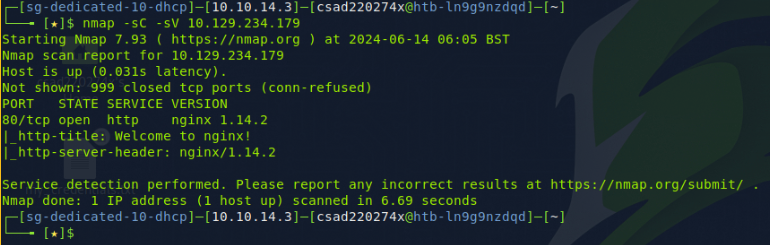 ┌─[sg-dedicated-10-dhcp]─[10.10.14.3]─[csad220274x@htb-ln9g9nzdqd]─[~]
└──╼ [★]$ nmap -sC -sV 10.129.234.179
Starting Nmap 7.93 ( https://nmap.org ) at 2024-06-14 06:05 BST
Nmap scan report for 10.129.234.179
Host is up (0.031s latency).
Not shown: 999 closed tcp ports (conn-refused)
PORT   STATE SERVICE VERSION
80/tcp open  http    nginx 1.14.2
|_http-title: Welcome to nginx!
|_http-server-header: nginx/1.14.2
Service detection performed. Please report any incorrect results at https://nmap.org/submit/ .
Nmap done: 1 IP address (1 host up) scanned in 6.69 seconds
┌─[sg-dedicated-10-dhcp]─[10.10.14.3]─[csad220274x@htb-ln9g9nzdqd]─[~]
└──╼ [★]$